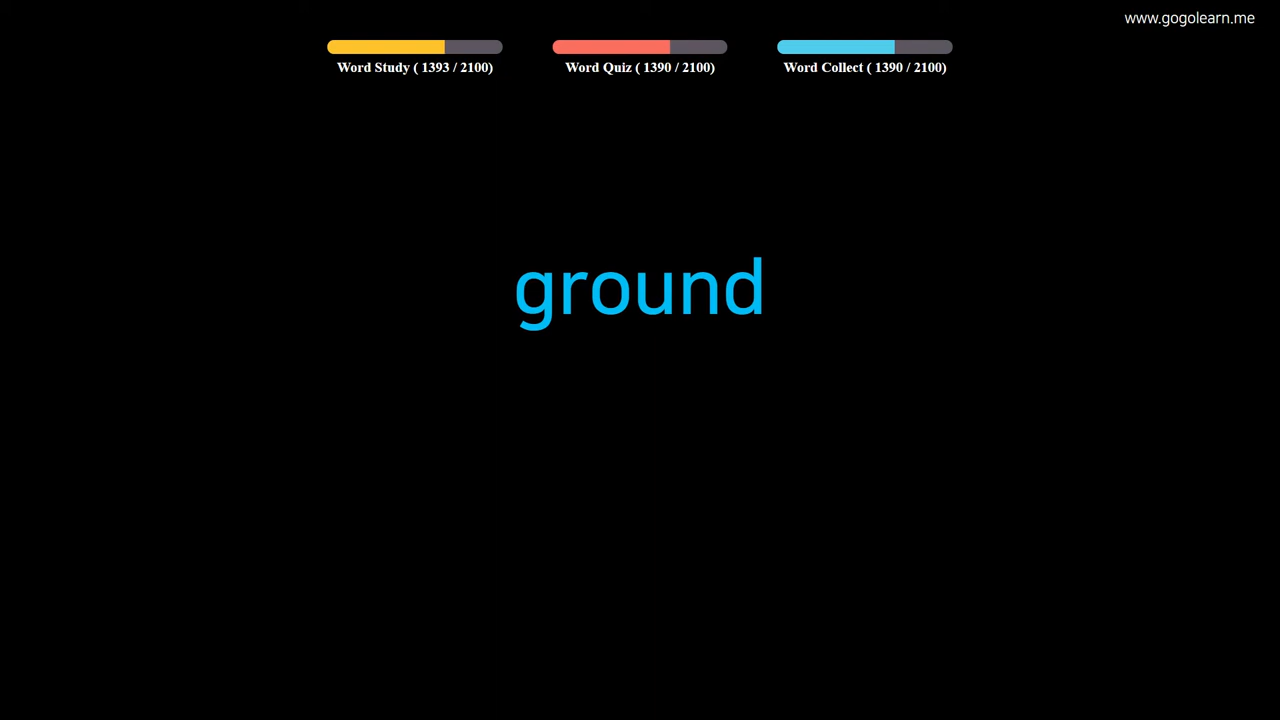 www.gogolearn.me
Word Study ( 1393 / 2100) Word Quiz ( 1390 / 2100) Word Collect ( 1390 / 2100)
ground